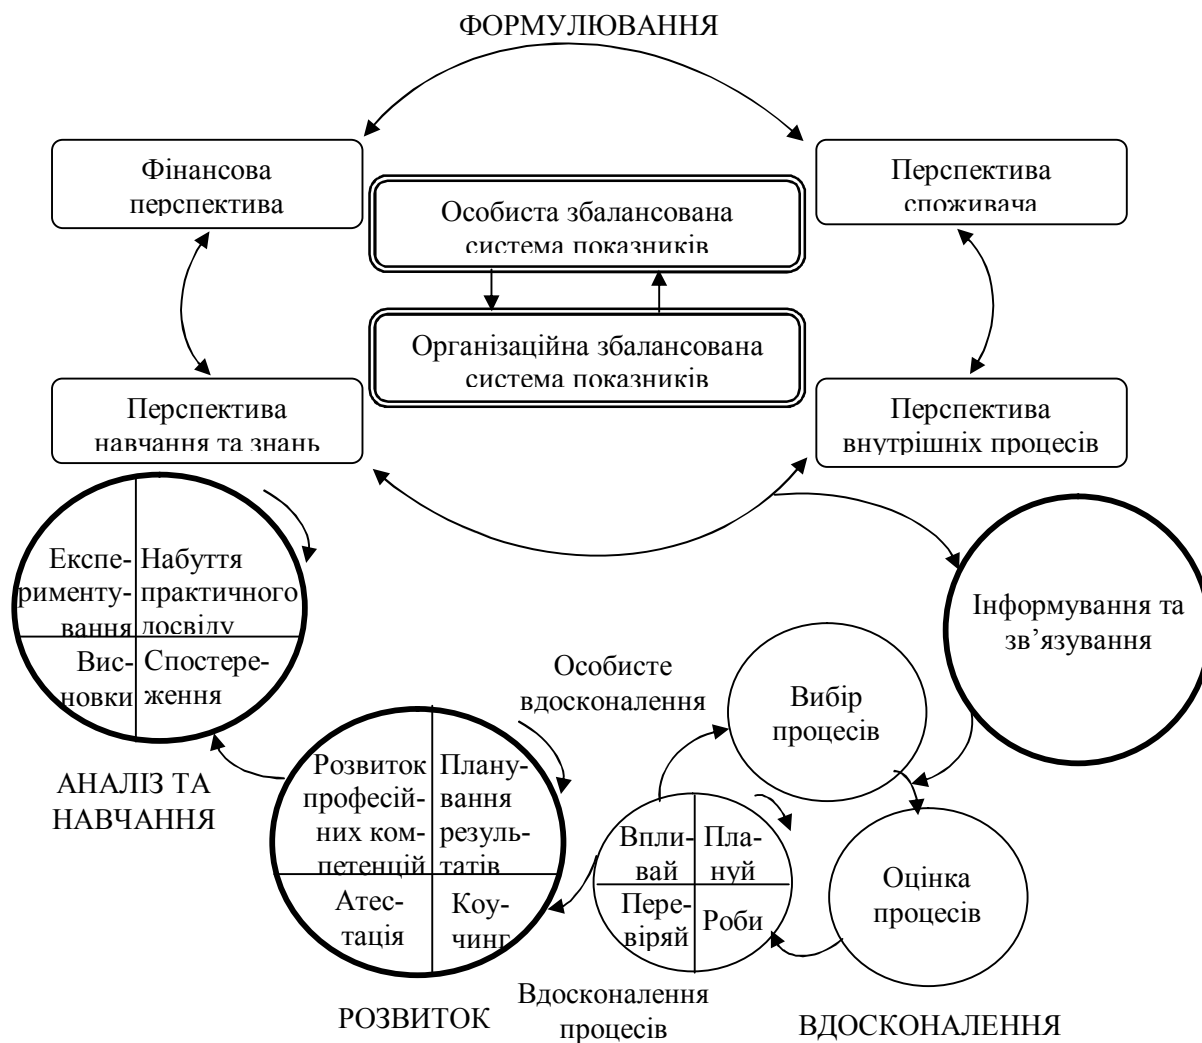 ФОРМУЛЮВАННЯ
Фінансова
перспектива
Перспектива
споживача
Особиста збалансована
система показників
Організаційна збалансована
система показників
Перспектива
навчання та знань
Перспектива
внутрішніх процесів
Експе-
рименту-
вання
Набуття
практичного
досвіду
Вис-
новки
Спостере-
ження
Інформування та
зв’язування
Особисте
вдосконалення
Вибір
процесів
АНАЛІЗ ТА
НАВЧАННЯ
Розвиток
професій-
них ком-
петенцій
Плану-
вання
резуль-
татів
Атес-
тація
Коу-
чинг
Впли-
вай
Пла-
нуй
Пере-
віряй
Роби
Оцінка
процесів
Вдосконалення
процесів
РОЗВИТОК
ВДОСКОНАЛЕННЯ